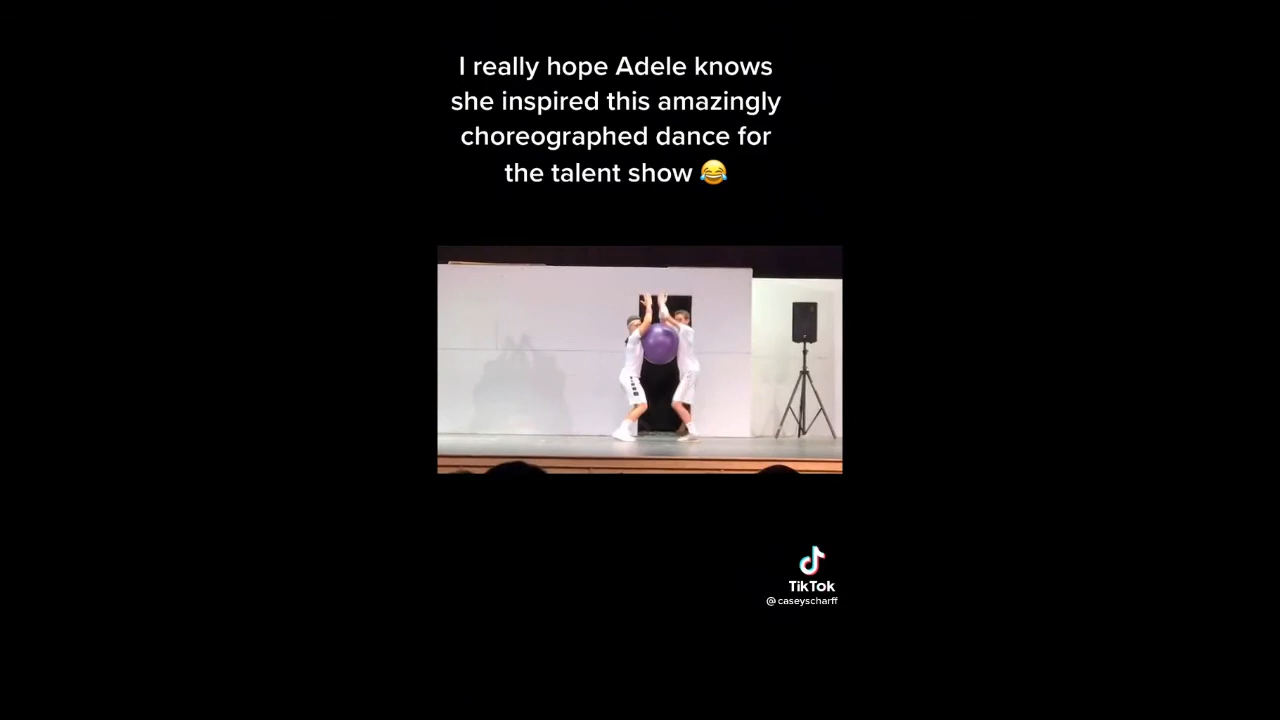 I really hope Adele knows
she inspired this amazingly
choreographed dance for
the talent show 😂
TikTok
@caseyscharff